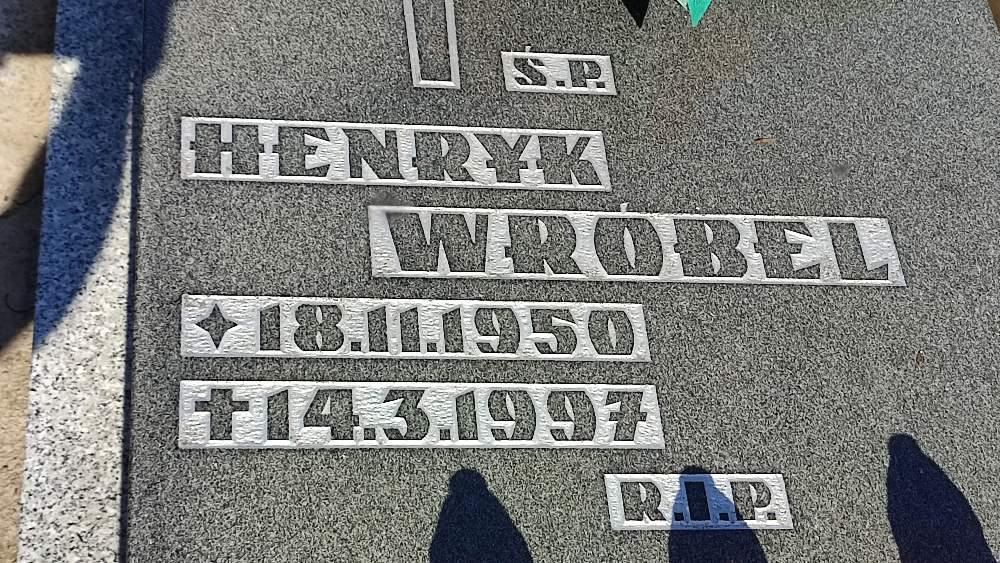 Ś.P.
HENRYK
WRÓBEL
18.11.1950
14.3.1997
R.I.P.